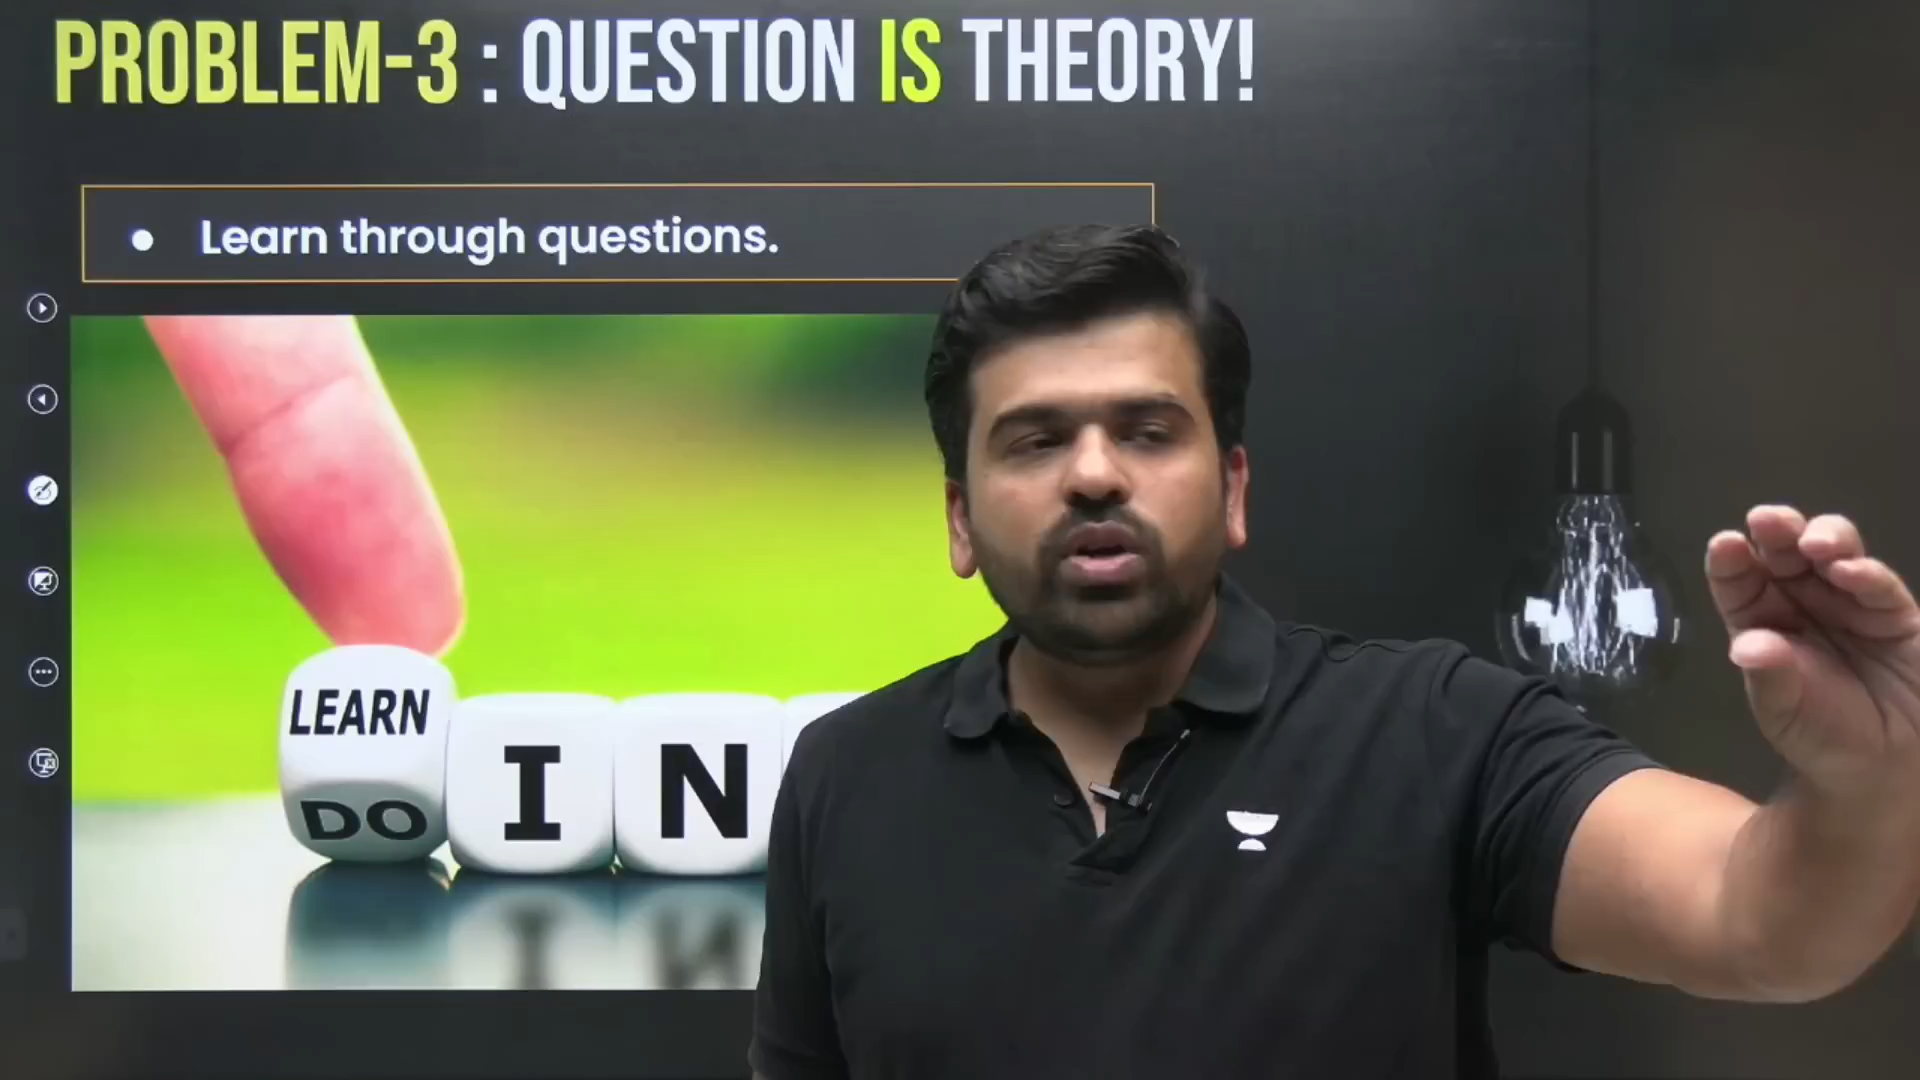 PROBLEM-3 : QUESTION IS THEORY!
• Learn through questions.
LEARN
DO I N